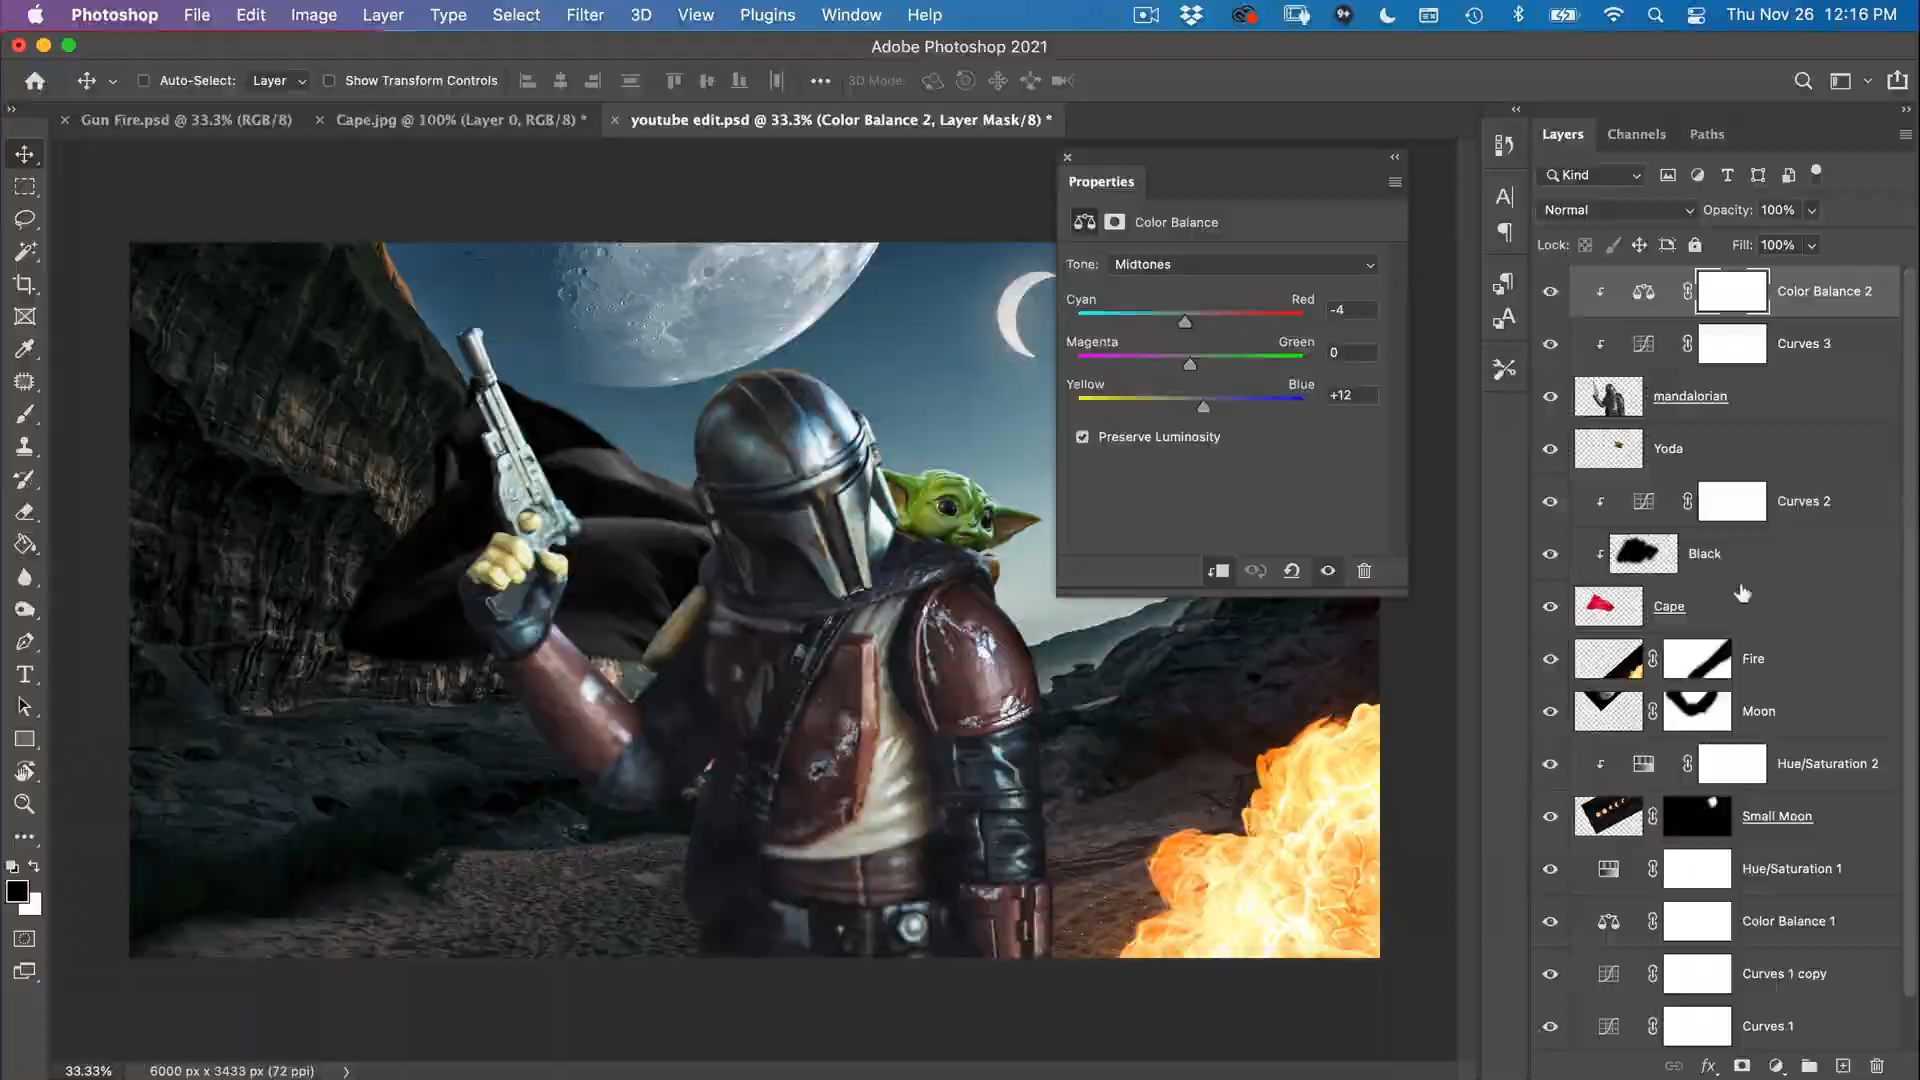 Photoshop File Edit Image Layer Type Select Filter 3D View Plugins Window Help 9+ Thu Nov 26 12:16 PM
Adobe Photoshop 2021
Auto-Select: Layer Show Transform Controls 3D Mode:
Gun Fire.psd @ 33.3% (RGB/8) Cape.jpg @ 100% (Layer 0, RGB/8) * youtube edit.psd @ 33.3% (Color Balance 2, Layer Mask/8) *
Properties
Color Balance
Tone: Midtones
Cyan Red -4
Magenta Green 0
Yellow Blue +12
Preserve Luminosity
Layers Channels Paths
Kind
Normal Opacity: 100%
Lock: Fill: 100%
Color Balance 2
Curves 3
mandalorian
Yoda
Curves 2
Black
Cape
Fire
Moon
Hue/Saturation 2
Small Moon
Hue/Saturation 1
Color Balance 1
Curves 1 copy
Curves 1
33.33% 6000 px x 3433 px (72 ppi)